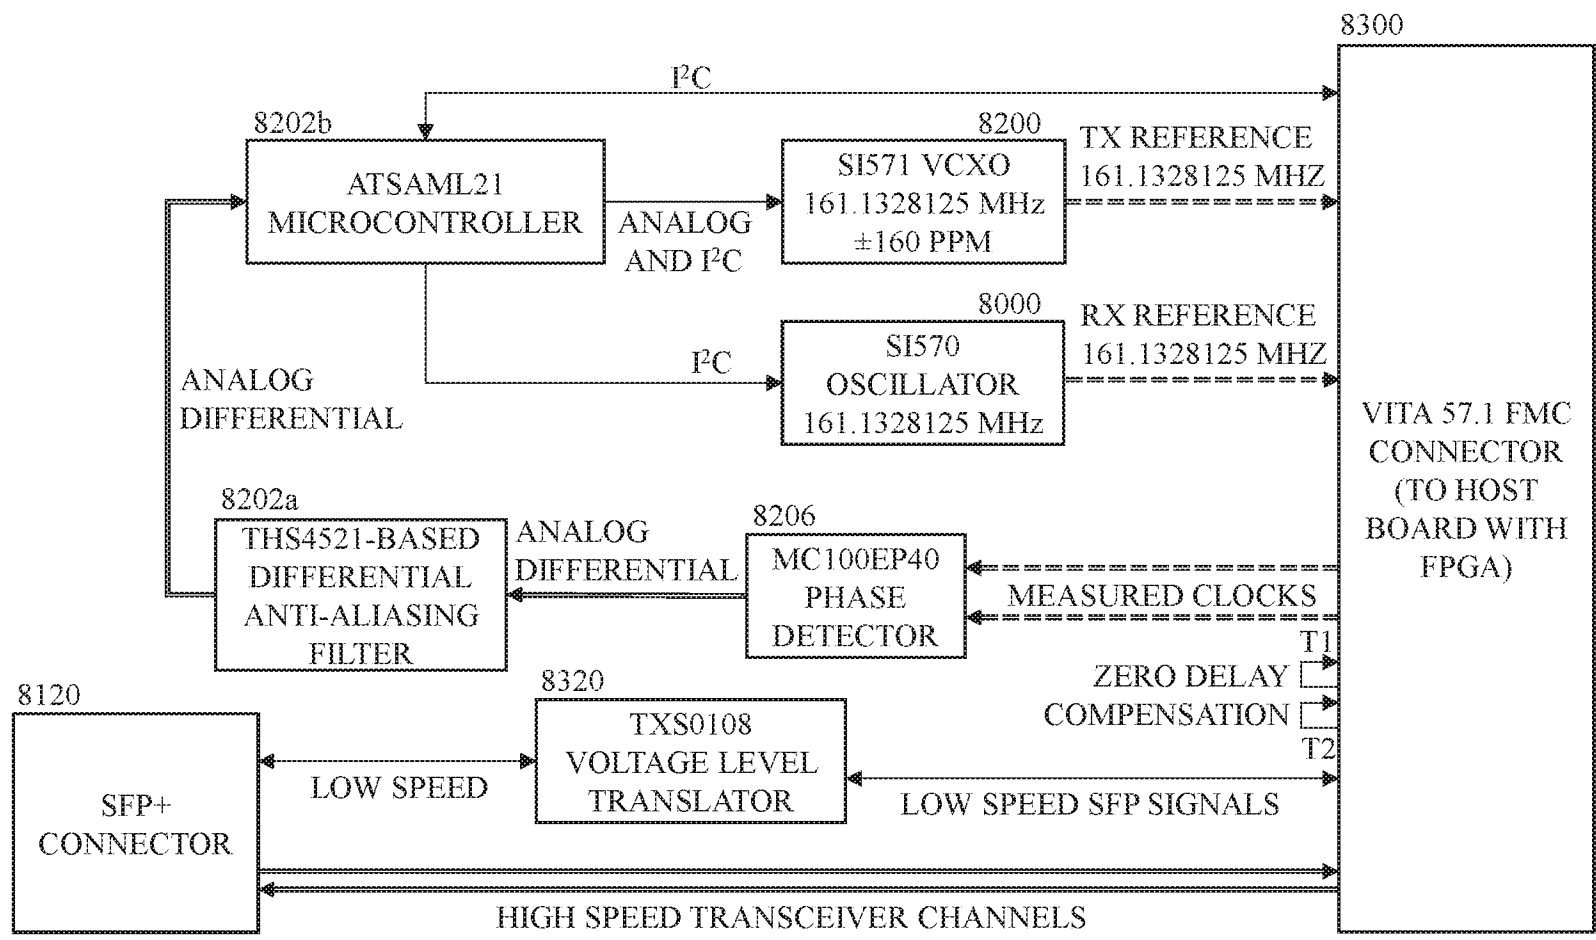 8300
I²C
8202b
ATSAML21
MICROCONTROLLER
ANALOG
AND I²C
8200
SI571 VCXO
161.1328125 MHz
±160 PPM
TX REFERENCE
161.1328125 MHZ
8000
SI570
OSCILLATOR
161.1328125 MHz
I²C
RX REFERENCE
161.1328125 MHZ
VITA 57.1 FMC
CONNECTOR
(TO HOST
BOARD WITH
FPGA)
ANALOG
DIFFERENTIAL
8202a
THS4521-BASED
DIFFERENTIAL
ANTI-ALIASING
FILTER
ANALOG
DIFFERENTIAL
8206
MC100EP40
PHASE
DETECTOR
MEASURED CLOCKS
T1
ZERO DELAY
COMPENSATION
T2
8120
SFP+
CONNECTOR
LOW SPEED
8320
TXS0108
VOLTAGE LEVEL
TRANSLATOR
LOW SPEED SFP SIGNALS
HIGH SPEED TRANSCEIVER CHANNELS